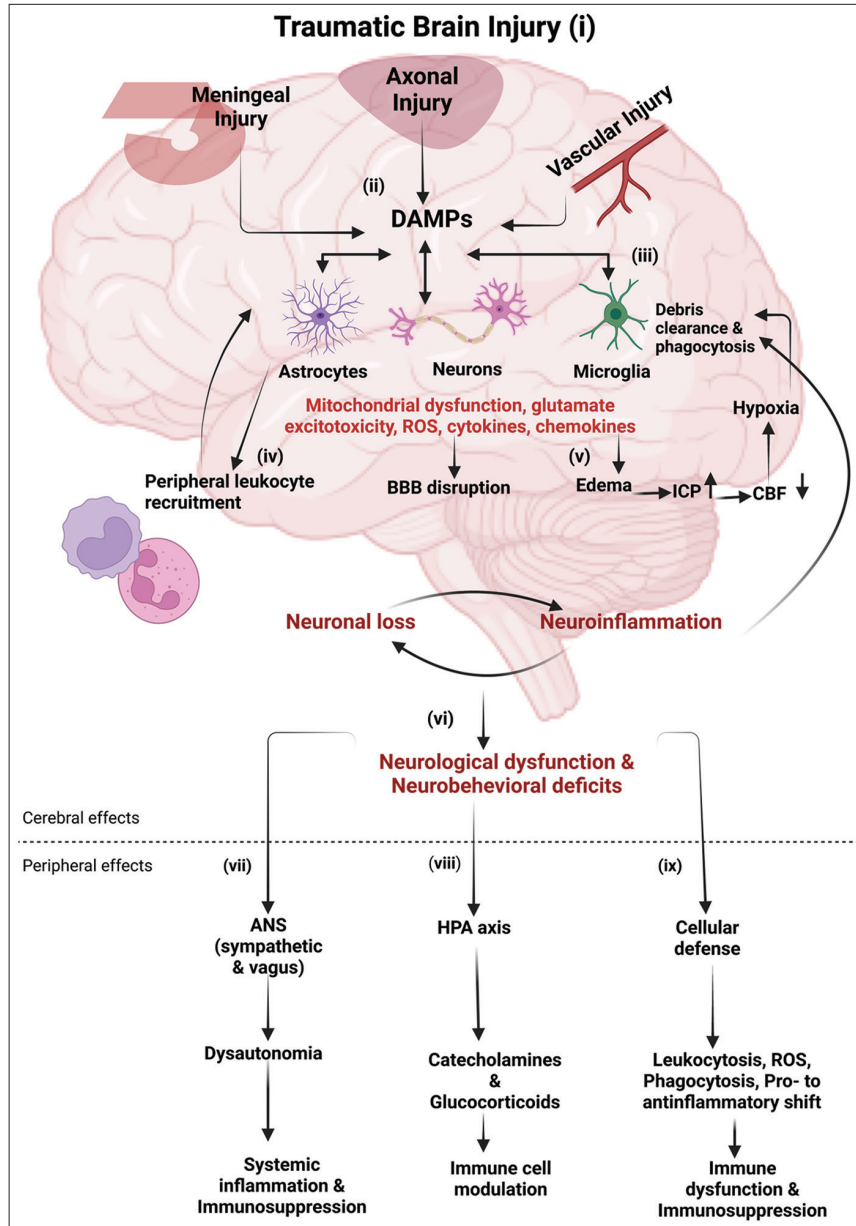 Traumatic Brain Injury (i)
Meningeal
Injury
Axonal
Injury
Vascular Injury
(ii)
DAMPs
(iii)
Debris
clearance &
phagocytosis
Astrocytes
Neurons
Microglia
Mitochondrial dysfunction, glutamate
excitotoxicity, ROS, cytokines, chemokines
Hypoxia
(iv)
(v)
Peripheral leukocyte
recruitment
BBB disruption
Edema
ICP
CBF
Neuronal loss
Neuroinflammation
(vi)
Neurological dysfunction &
Neurobehevioral deficits
Cerebral effects
Peripheral effects
(vii)
(viii)
(ix)
ANS
(sympathetic
& vagus)
HPA axis
Cellular
defense
Dysautonomia
Catecholamines
&
Glucocorticoids
Leukocytosis, ROS,
Phagocytosis, Pro- to
antinflammatory shift
Systemic
inflammation &
Immunosuppression
Immune cell
modulation
Immune
dysfunction &
Immunosuppression